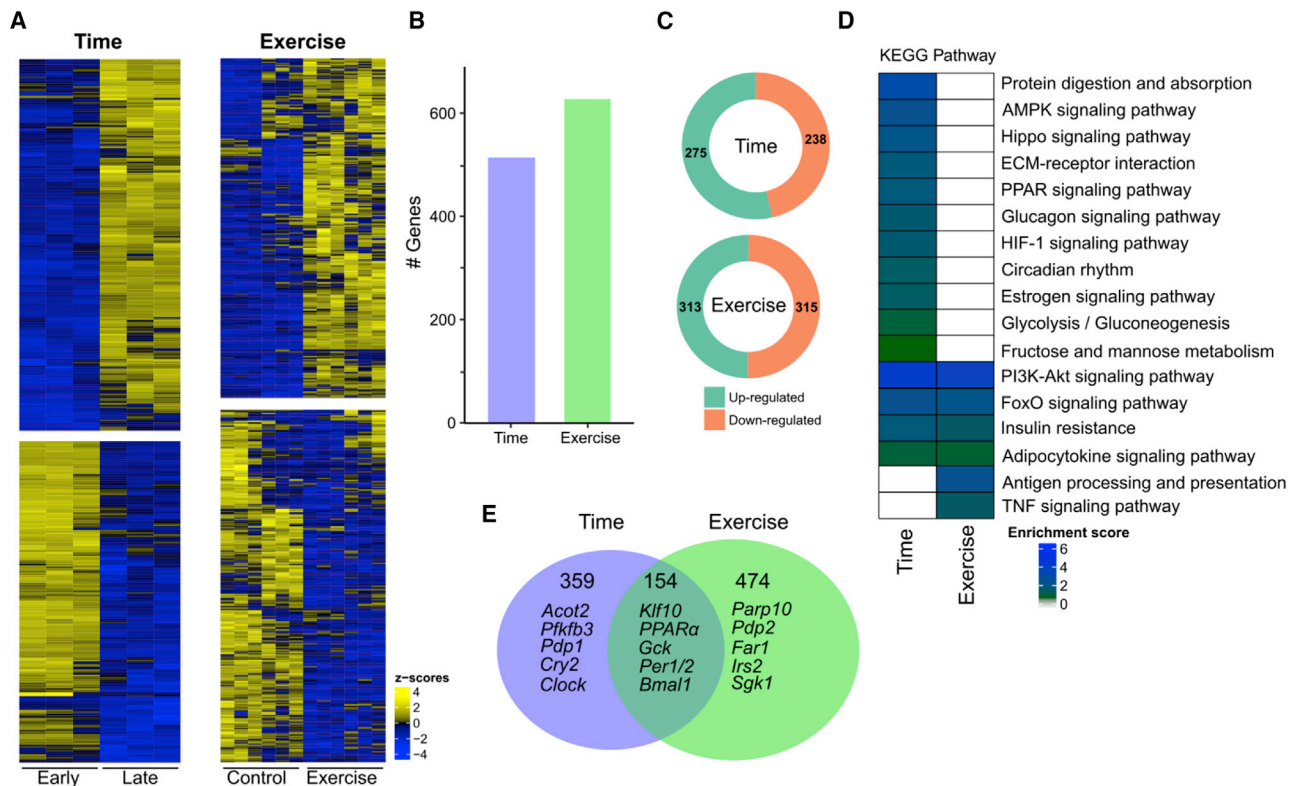 A
Time
Exercise
Early
Late
Control
Exercise
z-scores
4
2
0
−2
−4
B
# Genes
600
400
200
0
Time
Exercise
C
275
Time
238
313
Exercise
315
Up-regulated
Down-regulated
D
KEGG Pathway
Protein digestion and absorption
AMPK signaling pathway
Hippo signaling pathway
ECM-receptor interaction
PPAR signaling pathway
Glucagon signaling pathway
HIF-1 signaling pathway
Circadian rhythm
Estrogen signaling pathway
Glycolysis / Gluconeogenesis
Fructose and mannose metabolism
PI3K-Akt signaling pathway
FoxO signaling pathway
Insulin resistance
Adipocytokine signaling pathway
Antigen processing and presentation
TNF signaling pathway
Time
Exercise
Enrichment score
6
4
2
0
E
Time
Exercise
359
Acot2
Pfkfb3
Pdp1
Cry2
Clock
154
Klf10
PPARα
Gck
Per1/2
Bmal1
474
Parp10
Pdp2
Far1
Irs2
Sgk1